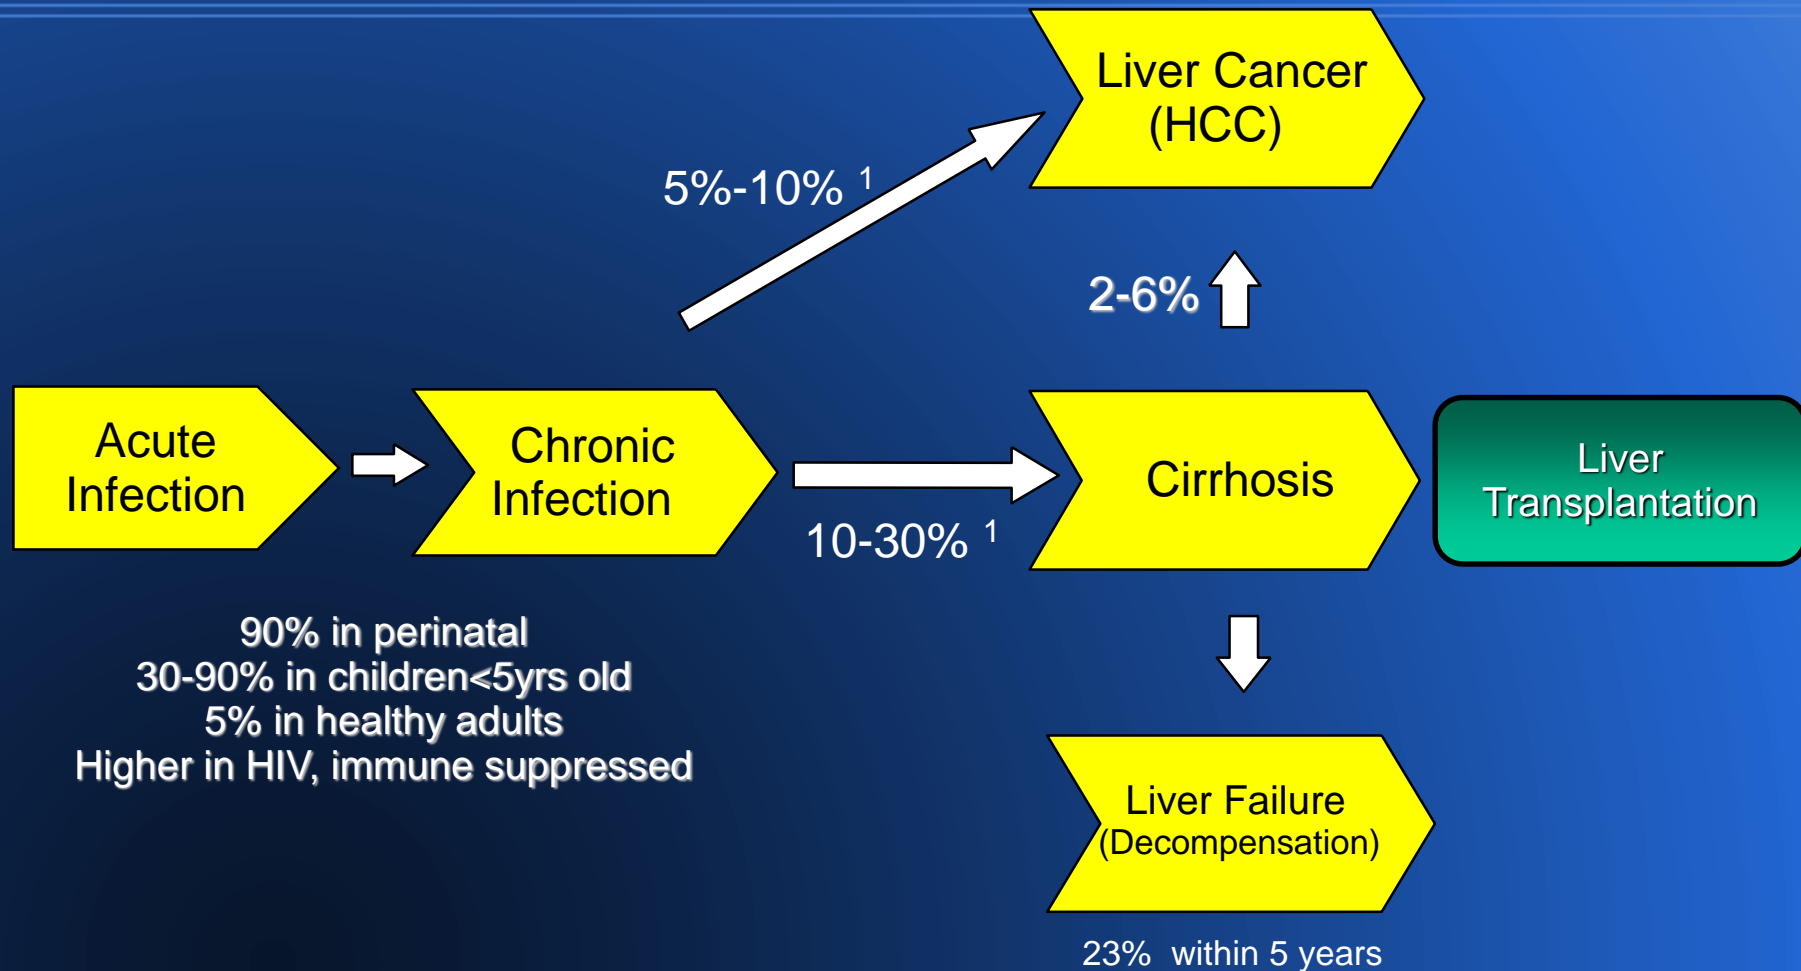 Liver Cancer
(HCC)
5%-10% 1
2-6%
Acute
Infection
Chronic
Infection
10-30% 1
Cirrhosis
Liver
Transplantation
90% in perinatal
30-90% in children<5yrs old
5% in healthy adults
Higher in HIV, immune suppressed
Liver Failure
(Decompensation)
23% within 5 years